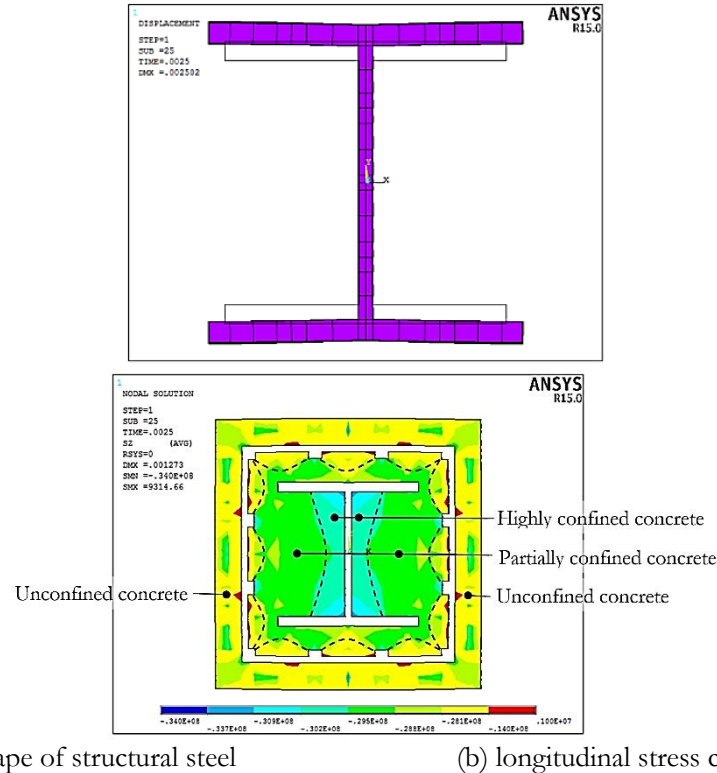 1
DISPLACEMENT
STEP=1
SUB =25
TIME=.0025
DMX =.002502
ANSYS
R15.0
Y
X
1
NODAL SOLUTION
STEP=1
SUB =25
TIME=.0025
SZ (AVG)
RSYS=0
DMX =.001273
SMN =-.340E+08
SMX =9314.66
ANSYS
R15.0
Highly confined concrete
X
Partially confined concrete
Unconfined concrete
Unconfined concrete
-.340E+08 -.309E+08 -.295E+08 -.281E+08 .100E+07
-.337E+08 -.302E+08 -.288E+08 -.140E+08
ape of structural steel (b) longitudinal stress c